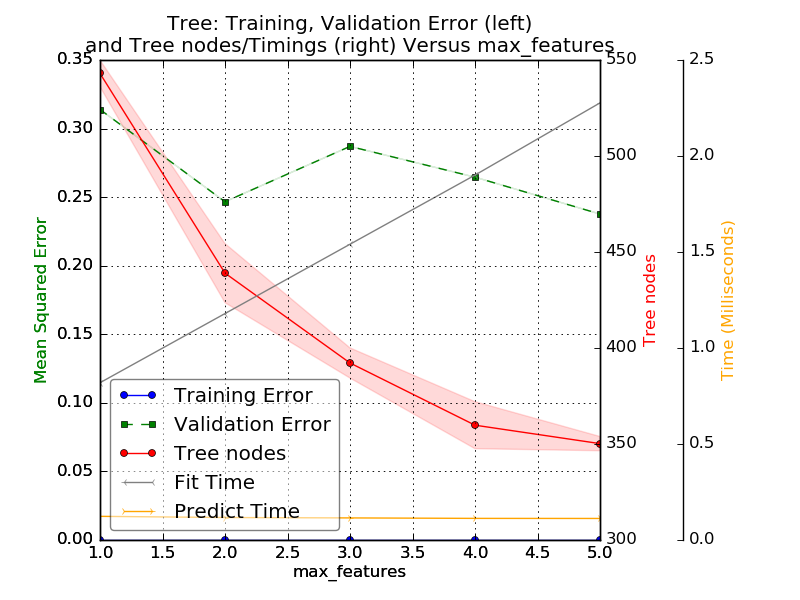 Tree: Training, Validation Error (left)
and Tree nodes/Timings (right) Versus max_features
0.35
0.30
0.25
0.20
0.15
0.10
0.05
0.00
Mean Squared Error
1.0 1.5 2.0 2.5 3.0 3.5 4.0 4.5 5.0
max_features
550
500
450
400
350
300
Tree nodes
2.5
2.0
1.5
1.0
0.5
0.0
Time (Milliseconds)
Training Error
Validation Error
Tree nodes
Fit Time
Predict Time